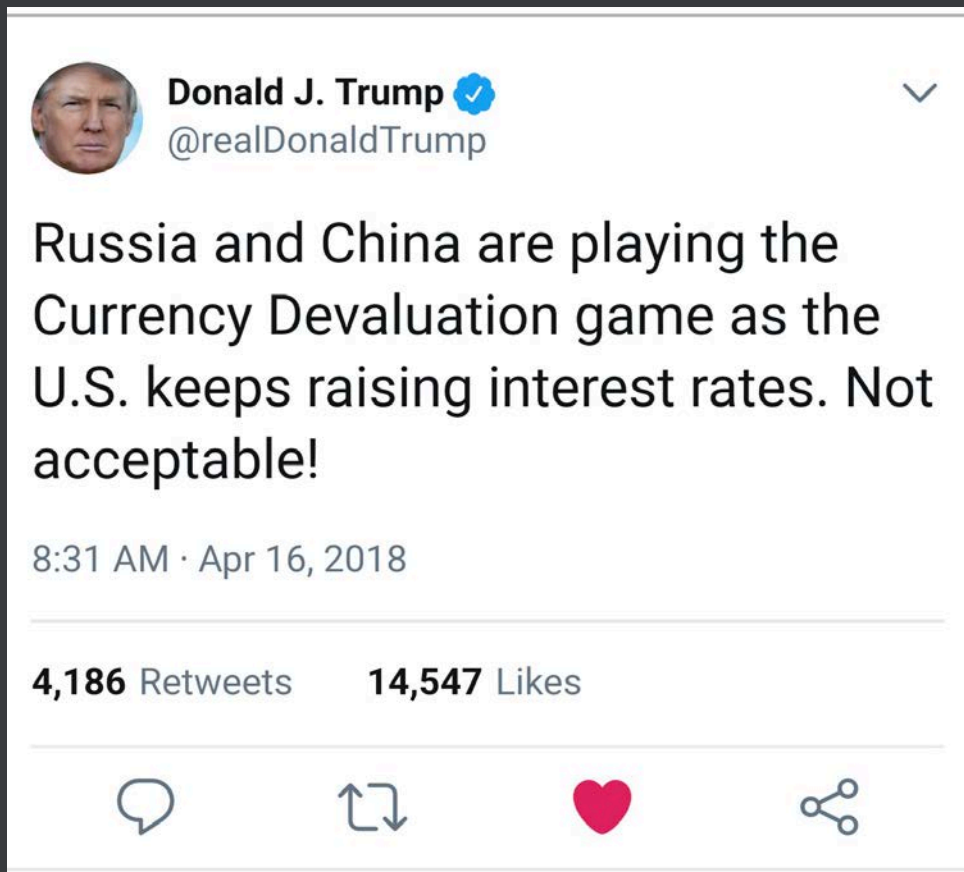 Donald J. Trump
@realDonaldTrump
Russia and China are playing the
Currency Devaluation game as the
U.S. keeps raising interest rates. Not
acceptable!
8:31 AM · Apr 16, 2018
4,186 Retweets 14,547 Likes